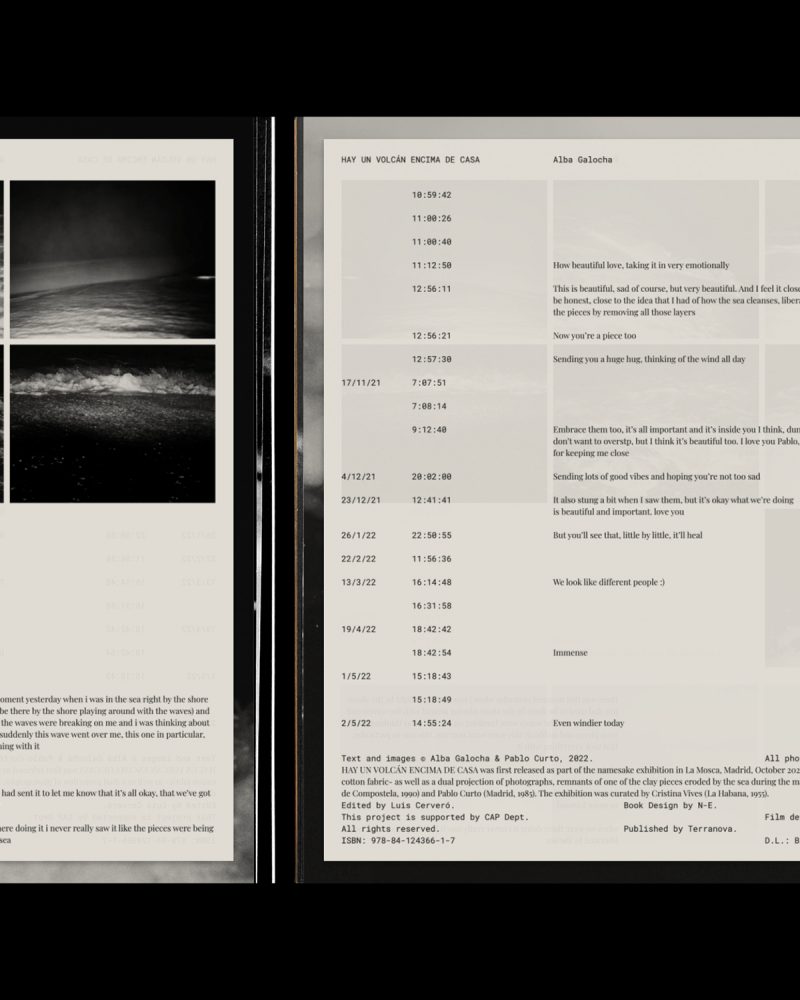 oment yesterday when i was in the sea right by the shore
be there by the shore playing around with the waves) and
the waves were breaking on me and i was thinking about
suddenly this wave went over me, this one in particular,
ning with it
had sent it to let me know that it's all okay, that we've got
ere doing it i never really saw it like the pieces were being
sea
HAY UN VOLCÁN ENCIMA DE CASA Alba Galocha
10:59:42
11:00:26
11:00:40
11:12:50 How beautiful love, taking it in very emotionally
12:56:11 This is beautiful, sad of course, but very beautiful. And I feel it close
be honest, close to the idea that I had of how the sea cleanses, libera
the pieces by removing all those layers
12:56:21 Now you're a piece too
12:57:30 Sending you a huge hug, thinking of the wind all day
17/11/21 7:07:51
7:08:14
9:12:40 Embrace them too, it's all important and it's inside you I think, dun
don't want to overstp, but I think it's beautiful too. I love you Pablo,
for keeping me close
4/12/21 20:02:00 Sending lots of good vibes and hoping you're not too sad
23/12/21 12:41:41 It also stung a bit when I saw them, but it's okay what we're doing
is beautiful and important. love you
26/1/22 22:50:55 But you'll see that, little by little, it'll heal
22/2/22 11:56:36
13/3/22 16:14:48 We look like different people :)
16:31:58
19/4/22 18:42:42
18:42:54 Immense
1/5/22 15:18:43
15:18:49
2/5/22 14:55:24 Even windier today
Text and images © Alba Galocha & Pablo Curto, 2022. All pho
HAY UN VOLCÁN ENCIMA DE CASA was first released as part of the namesake exhibition in La Mosca, Madrid, October 202
cotton fabric- as well as a dual projection of photographs, remnants of one of the clay pieces eroded by the sea during the m
de Compostela, 1990) and Pablo Curto (Madrid, 1985). The exhibition was curated by Cristina Vives (La Habana, 1955).
Edited by Luis Cerveró. Book Design by N-E.
This project is supported by CAP Dept. Film de
All rights reserved. Published by Terranova.
ISBN: 978-84-124366-1-7 D.L.: B